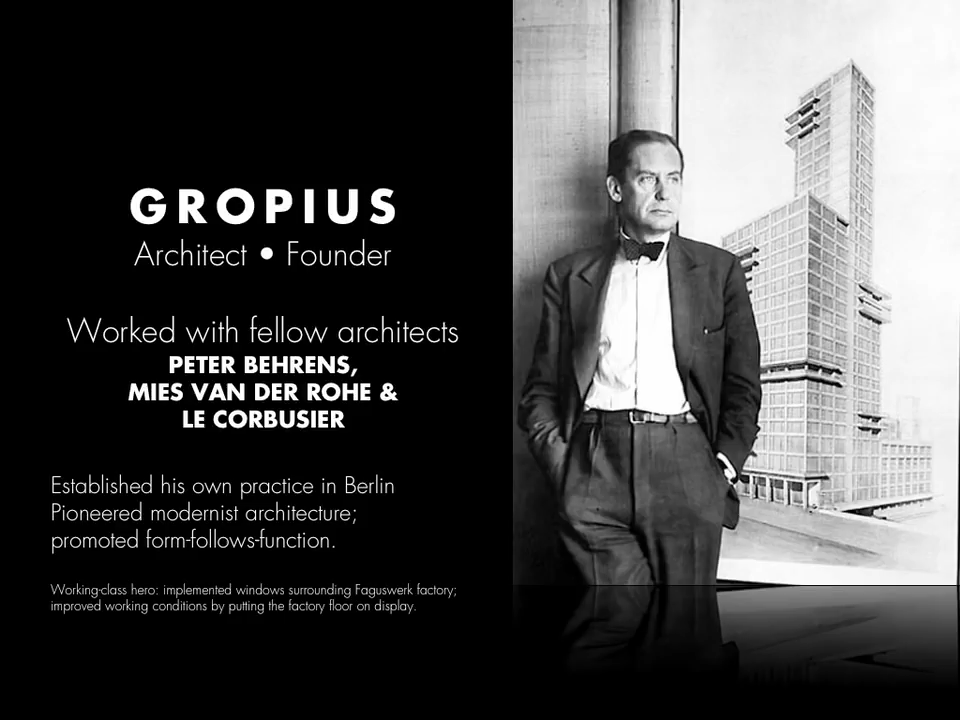 GROPIUS
Architect • Founder
Worked with fellow architects
PETER BEHRENS,
MIES VAN DER ROHE &
LE CORBUSIER
Established his own practice in Berlin
Pioneered modernist architecture;
promoted form-follows-function.
Working-class hero: implemented windows surrounding Faguswerk factory;
improved working conditions by putting the factory floor on display.